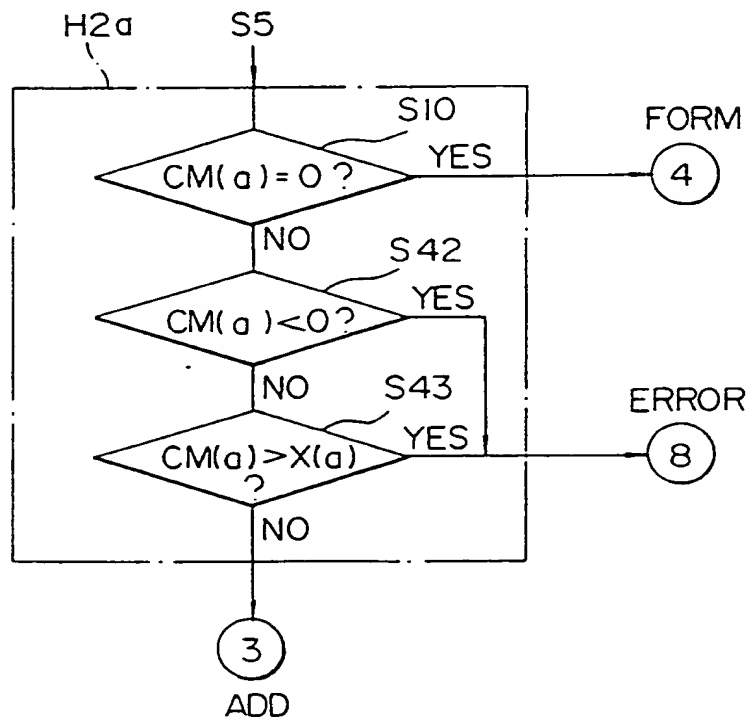 H2a
S5
S10
FORM
CM(a)=0?
YES
4
NO
S42
CM(a)<0?
YES
NO
S43
ERROR
CM(a)>X(a)
?
YES
8
NO
3
ADD